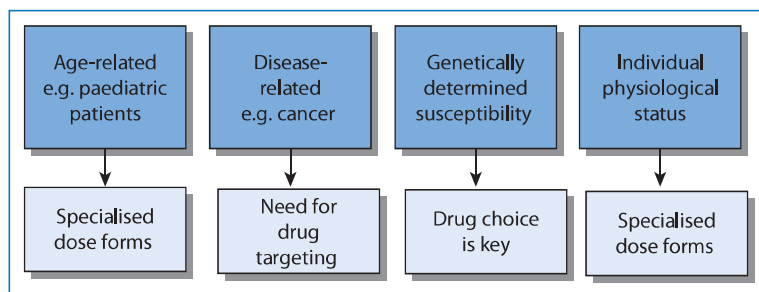 Age-related
e.g. paediatric
patients
Disease-
related
e.g. cancer
Genetically
determined
susceptibility
Individual
physiological
status
Specialised
dose forms
Need for
drug
targeting
Drug choice
is key
Specialised
dose forms